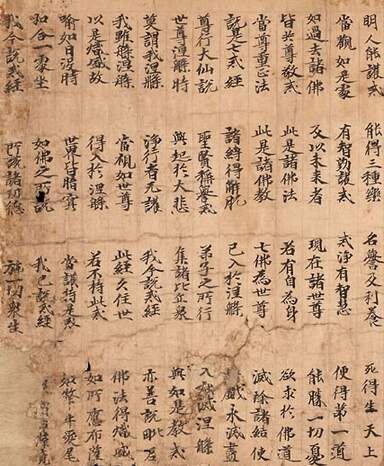 明人能護戒 能得三種樂 名譽及利養 死得生天上
當觀如是處 有智勤護戒 戒淨有智慧 便得第一道
如過去諸佛 及以未來者 現在諸世尊 能勝一切憂
皆共尊敬戒 此是諸佛法 若有自為身 欲求於佛道
當尊重正法 此是諸佛教 七佛為世尊 滅除諸結使
說是七戒經 諸縛得解脫 已入於涅槃 戲永滅盡
尊行大仙說 聖賢稱譽戒 弟子之所行 入滅涅槃
世尊涅槃時 興起於大悲 集諸比丘眾 與如是教戒
莫謂我涅槃 淨行者无護 我今說戒經 亦善說毗尼
我雖般涅槃 當觀如世尊 此經久住世 佛法得熾盛
以是熾盛故 得入於涅槃 若不持此戒 如所應布薩
喻如日沒時 世界皆闇冥 當護持是戒 如犛牛愛尾
和合一處坐 如佛之所說 我已說戒經
我今說戒經 所說諸功德 施一切眾生